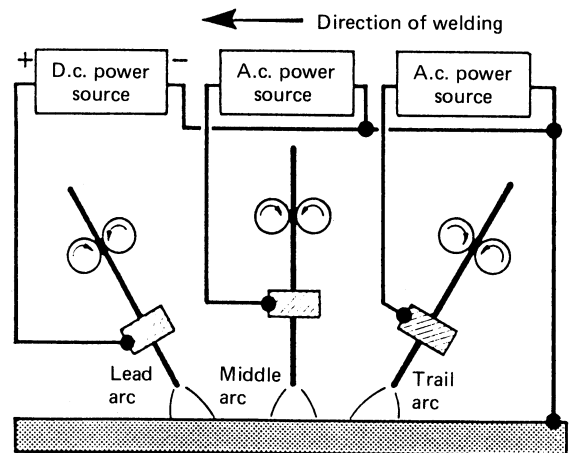 Direction of welding
+ D.c. power −
source
A.c. power
source
A.c. power
source
Lead
arc
Middle
arc
Trail
arc